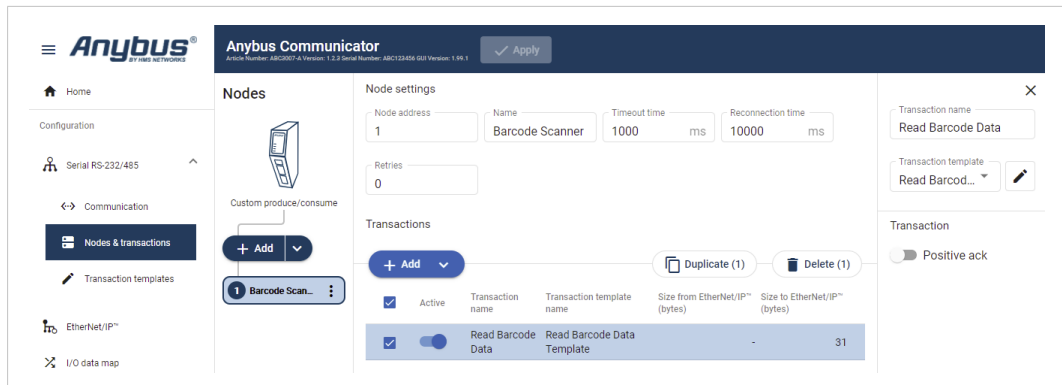 Anybus®
BY HMS NETWORKS
Anybus Communicator
Article Number: ABC3007-A Version: 1.2.3 Serial Number: ABC123456 GUI Version: 1.99.1
Apply
Home
Configuration
Serial RS-232/485
Communication
Nodes & transactions
Transaction templates
EtherNet/IP™
I/O data map
Nodes
Custom produce/consume
+ Add
1 Barcode Scan...
Node settings
Node address
1
Name
Barcode Scanner
Timeout time
1000 ms
Reconnection time
10000 ms
Retries
0
Transactions
+ Add
Duplicate (1)
Delete (1)
Active
Transaction name
Transaction template name
Size from EtherNet/IP™ (bytes)
Size to EtherNet/IP™ (bytes)
Read Barcode Data
Read Barcode Data Template
-
31
Transaction name
Read Barcode Data
Transaction template
Read Barcod...
Transaction
Positive ack